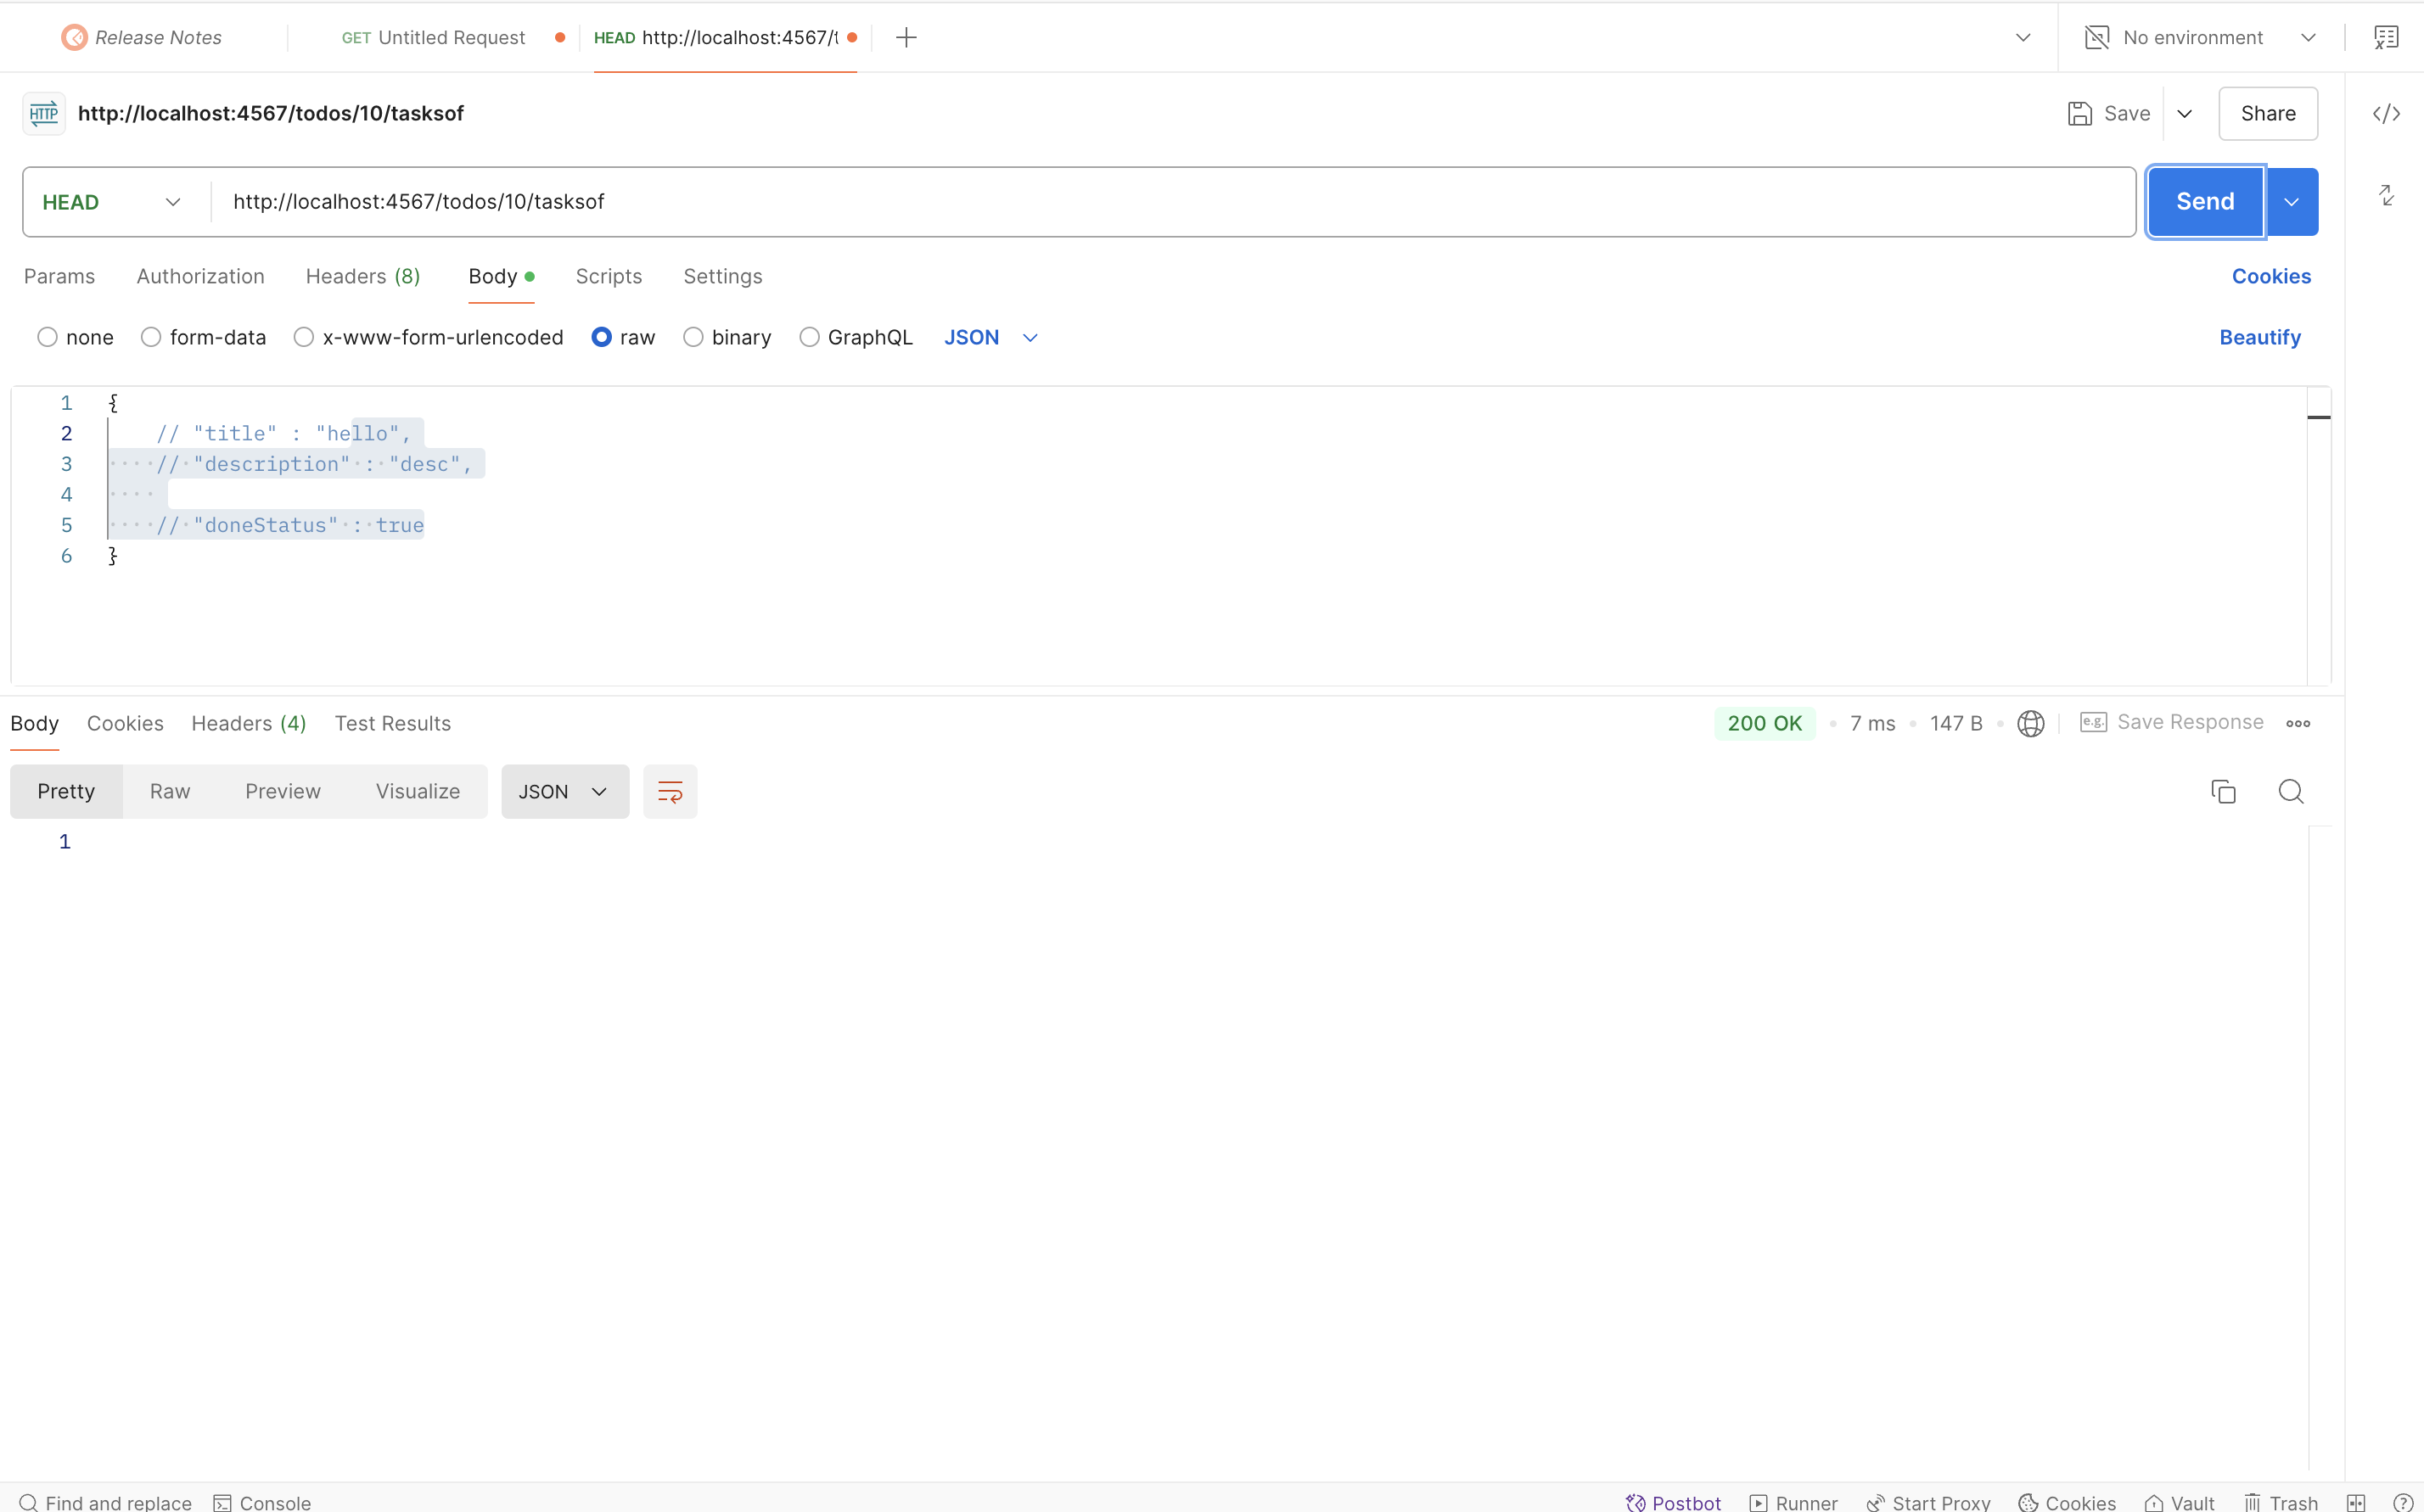 Release Notes GET Untitled Request HEAD http://localhost:4567/t No environment
HTTP http://localhost:4567/todos/10/tasksof Save Share
HEAD http://localhost:4567/todos/10/tasksof Send
Params Authorization Headers (8) Body Scripts Settings Cookies
none form-data x-www-form-urlencoded raw binary GraphQL JSON Beautify
1 {
2 // "title" : "hello",
3 // "description" : "desc",
4
5 // "doneStatus" : true
6 }
Body Cookies Headers (4) Test Results 200 OK 7 ms 147 B e.g. Save Response
Pretty Raw Preview Visualize JSON
1
Find and replace Console Postbot Runner Start Proxy Cookies Vault Trash